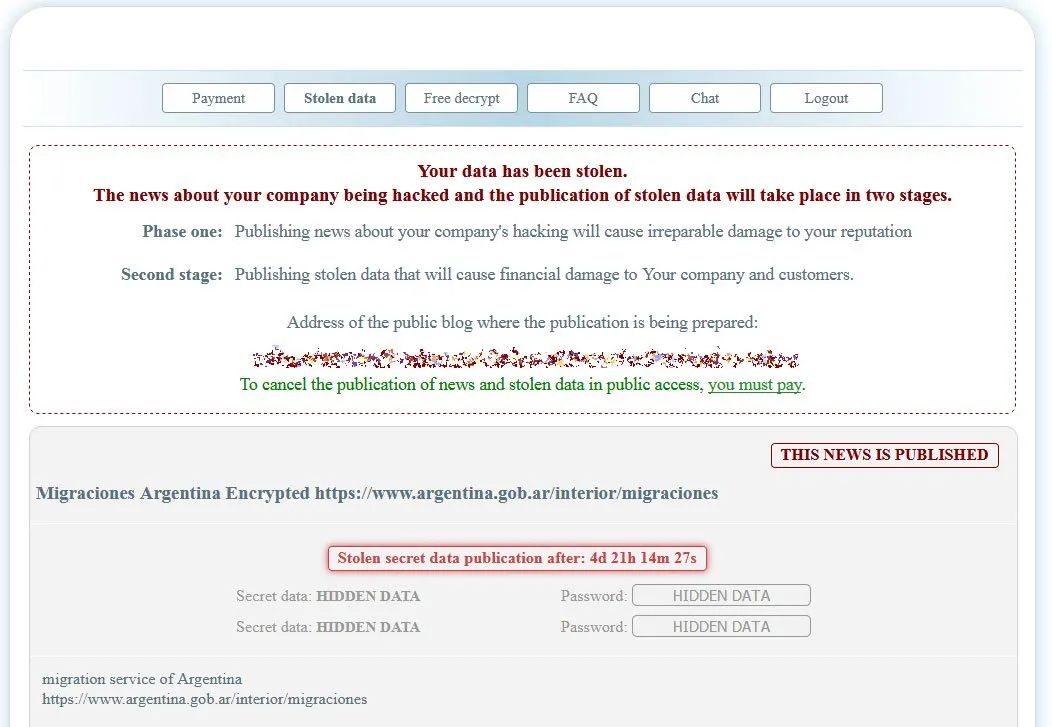 Payment Stolen data Free decrypt FAQ Chat Logout
Your data has been stolen.
The news about your company being hacked and the publication of stolen data will take place in two stages.
Phase one: Publishing news about your company's hacking will cause irreparable damage to your reputation
Second stage: Publishing stolen data that will cause financial damage to Your company and customers.
Address of the public blog where the publication is being prepared:
To cancel the publication of news and stolen data in public access, you must pay.
THIS NEWS IS PUBLISHED
Migraciones Argentina Encrypted https://www.argentina.gob.ar/interior/migraciones
Stolen secret data publication after: 4d 21h 14m 27s
Secret data: HIDDEN DATA Password: HIDDEN DATA
Secret data: HIDDEN DATA Password: HIDDEN DATA
migration service of Argentina
https://www.argentina.gob.ar/interior/migraciones